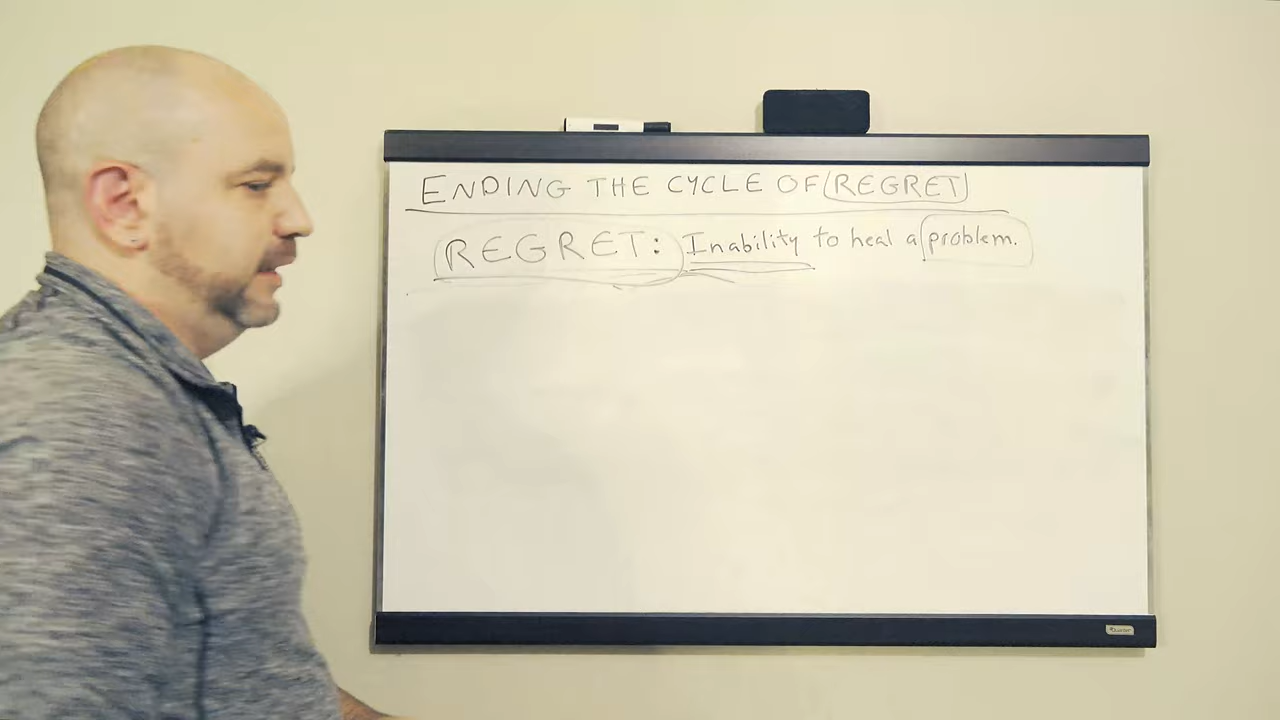 ENDING THE CYCLE OF REGRET
REGRET: Inability to heal a problem.